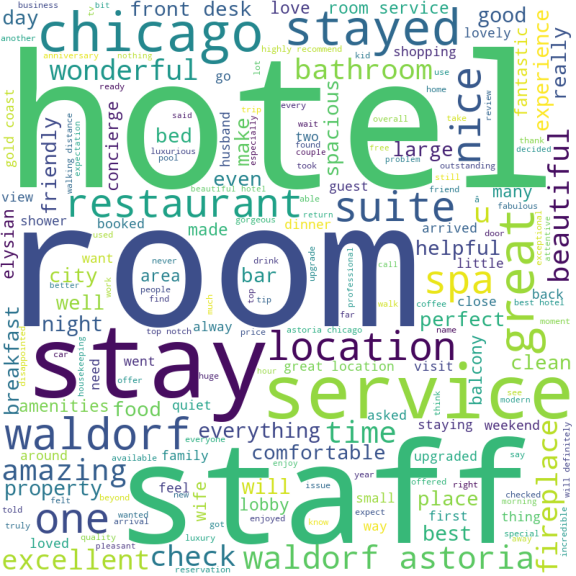 business tv bit
another
day
front desk
love
room service
good
chicago
stayed
shopping
lovely
highly recommend
kid
anniversary nothing
wonderful
go
bathroom
lot
use
home
review
fantastic
experience
really
hotel
gold coast
walking distance
expectation
ready
concierge
said
bed
luxurious
pool
husband
make
especially
every
trip
wait
found
couple
took
two
spacious
overall
free
problem
take
outstanding
nice
thank
decided
beautiful
friendly
even
large
still
friend
view
beautiful hotel
guest
restaurant
suite
many
a
fabulous
elysian
shower
booked
made
gorgeous
able
return
dinner
arrived
u
door
exceptional
attentive
room
used
want
never
area
people
find
drink
bar
top
tip
upgrade
professional
call
walk
coffee
far
helpful
little
spa
great
city
better
work
well
much
close
back
best hotel
night
alway
perfect
moment
breakfast
disappointed
top notch
price
astoria chicago
name
stay
location
car
went
need
offer
housekeeping
huge
hour
great location
visit
balcony
clean
think
see
modern
service
amenities
food
quiet
asked
staying
weekend
waldorf
everyone
everything
time
upgraded
say
around
available
family
comfortable
fireplace
amazing
enjoy
year
offered
right
checked
morning
property
felt
beyond
feel
new
wife
will
lobby
issue
expect
small
way
place
first
thing
special
away
will definitely
incredible
told
truly
one
wanted
arrival
staff
got
enjoyed
know
best
loved
quality
pleasant
luxury
excellent
check
reservation
waldorf astoria